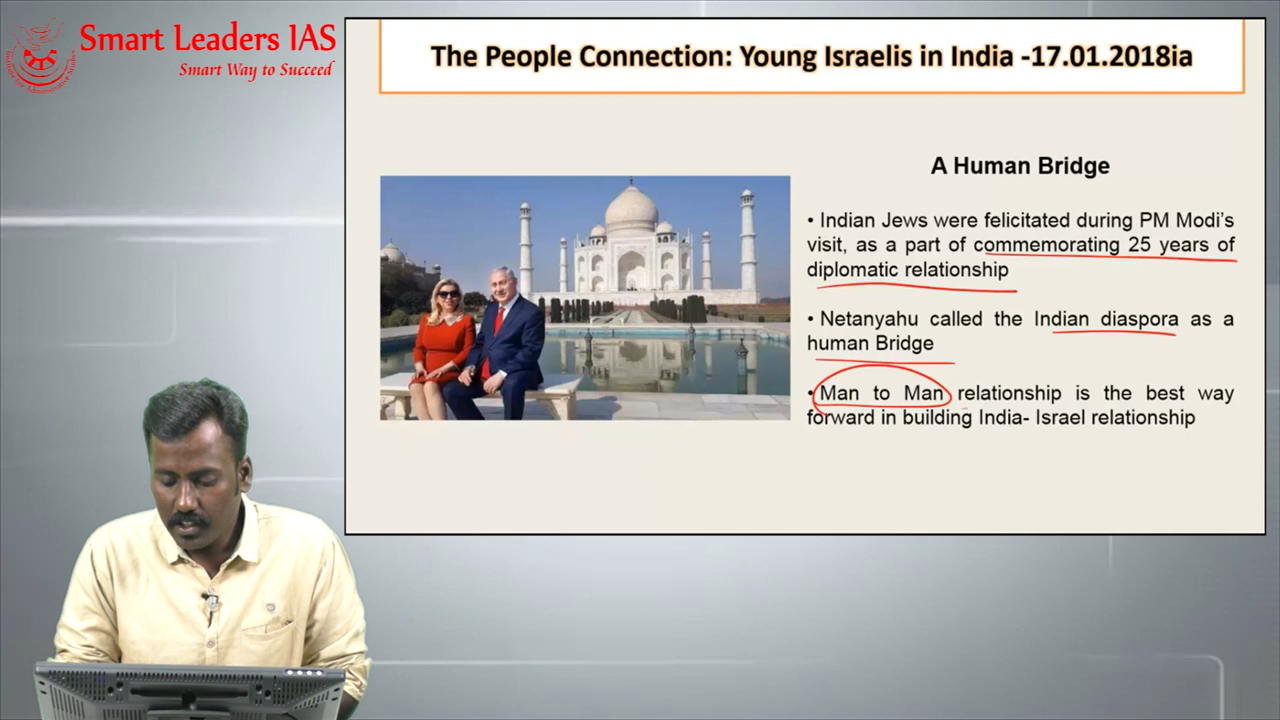 Smart Leaders IAS
Smart Way to Succeed
The People Connection: Young Israelis in India -17.01.2018ia
A Human Bridge
• Indian Jews were felicitated during PM Modi's
visit, as a part of commemorating 25 years of
diplomatic relationship
• Netanyahu called the Indian diaspora as a
human Bridge
• Man to Man relationship is the best way
forward in building India- Israel relationship